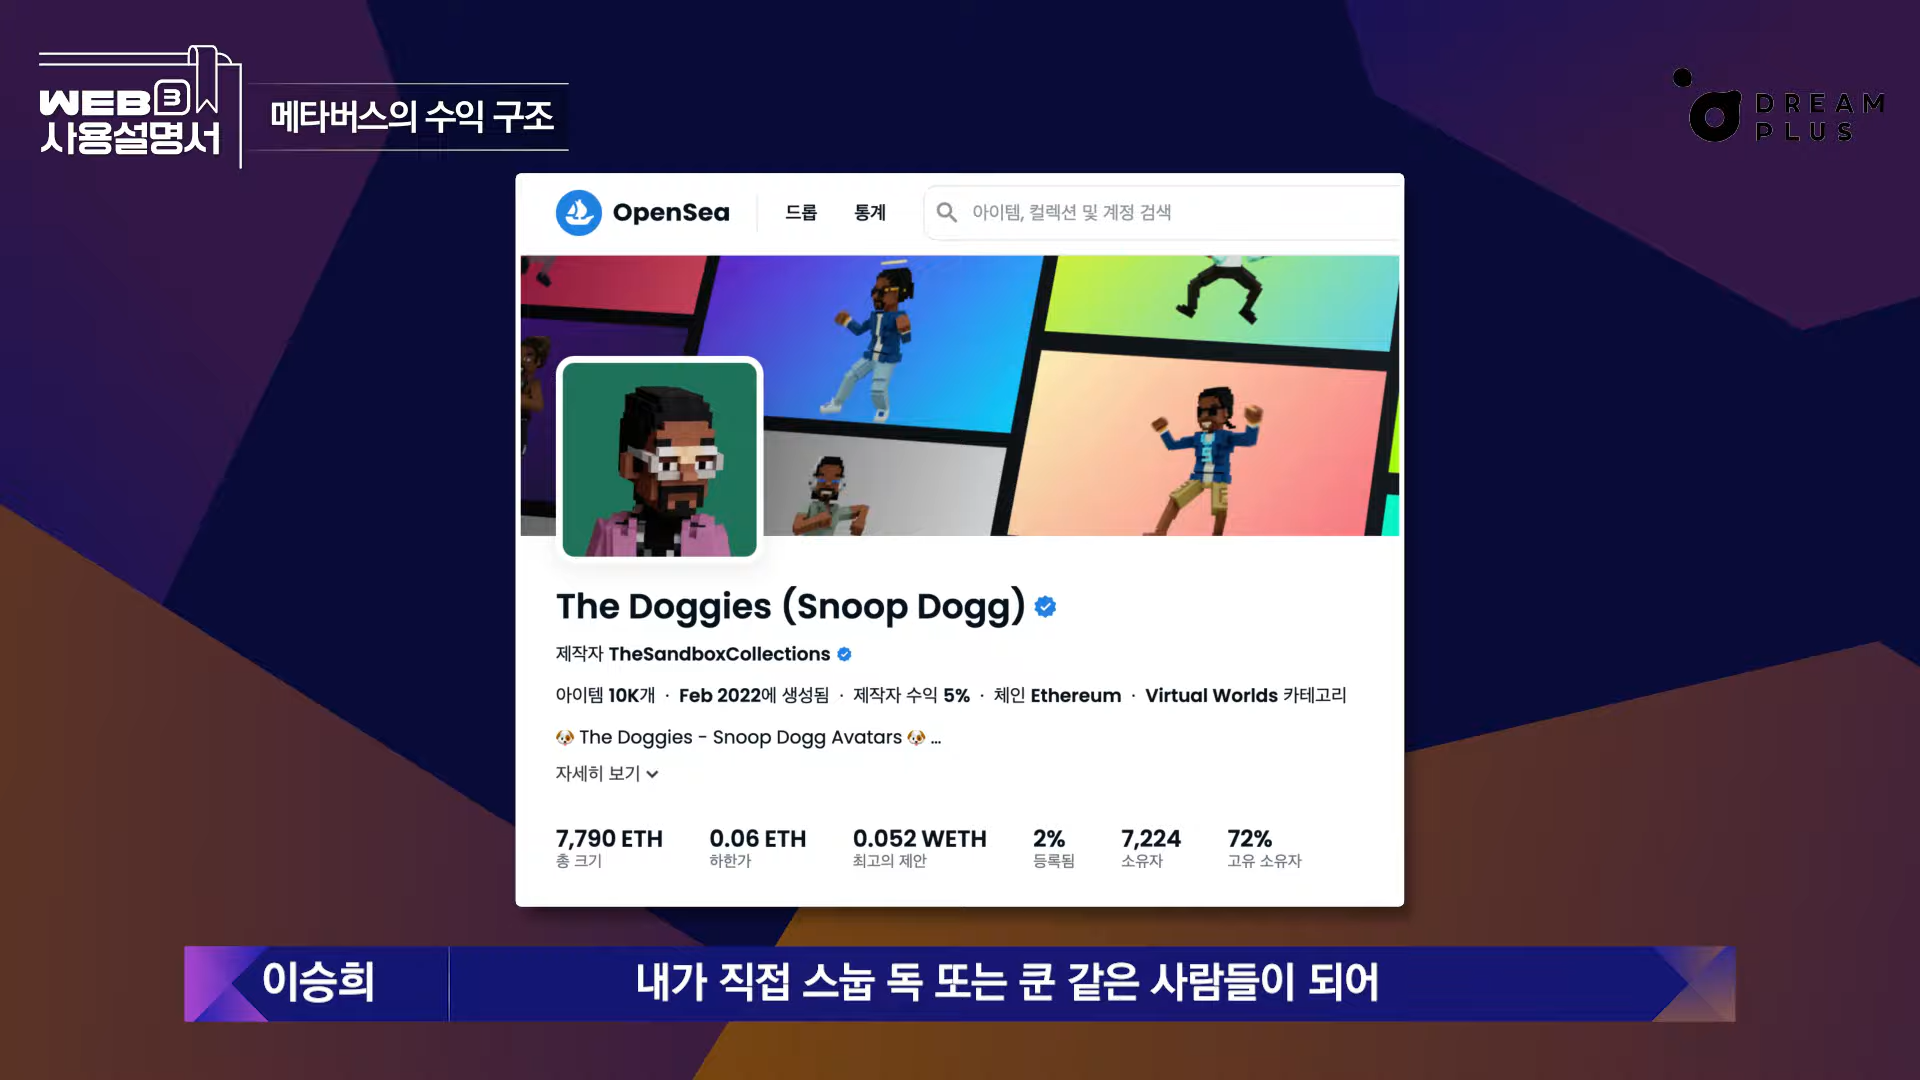 WEB3
사용설명서
메타버스의 수익 구조
DREAM
PLUS
OpenSea
드롭
통계
아이템, 컬렉션 및 계정 검색
The Doggies (Snoop Dogg)
제작자 TheSandboxCollections
아이템 10K개 · Feb 2022에 생성됨 · 제작자 수익 5% · 체인 Ethereum · Virtual Worlds 카테고리
🐶 The Doggies - Snoop Dogg Avatars 🐶 ...
자세히 보기
7,790 ETH 0.06 ETH 0.052 WETH 2% 7,224 72%
총 크기 하한가 최고의 제안 등록됨 소유자 고유 소유자
이승희
내가 직접 스눕 독 또는 쿤 같은 사람들이 되어